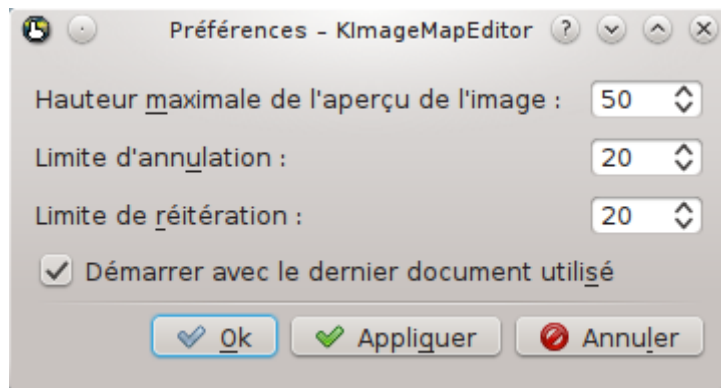 Préférences – KImageMapEditor
Hauteur maximale de l'aperçu de l'image : 50
Limite d'annulation : 20
Limite de réitération : 20
Démarrer avec le dernier document utilisé
Ok Appliquer Annuler